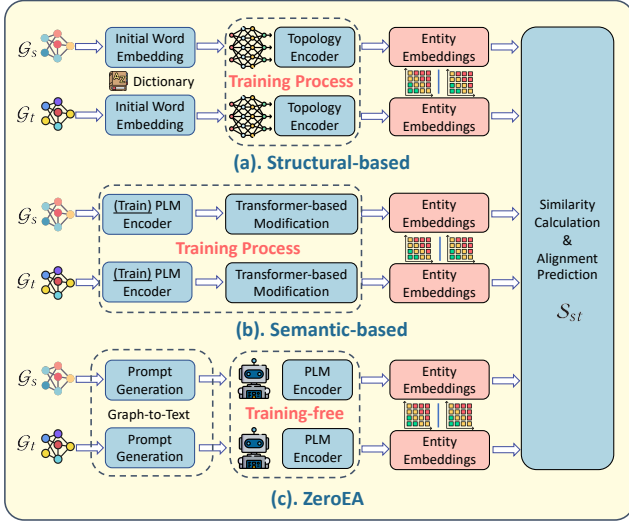 𝒢s
Initial Word
Embedding
Topology
Encoder
Entity
Embeddings
Dictionary
Training Process
𝒢t
Initial Word
Embedding
Topology
Encoder
Entity
Embeddings
(a). Structural-based
𝒢s
(Train) PLM
Encoder
Transformer-based
Modification
Entity
Embeddings
Training Process
𝒢t
(Train) PLM
Encoder
Transformer-based
Modification
Entity
Embeddings
(b). Semantic-based
𝒢s
Prompt
Generation
PLM
Encoder
Entity
Embeddings
Graph-to-Text
Training-free
𝒢t
Prompt
Generation
PLM
Encoder
Entity
Embeddings
(c). ZeroEA
Similarity
Calculation
&
Alignment
Prediction
𝒮st